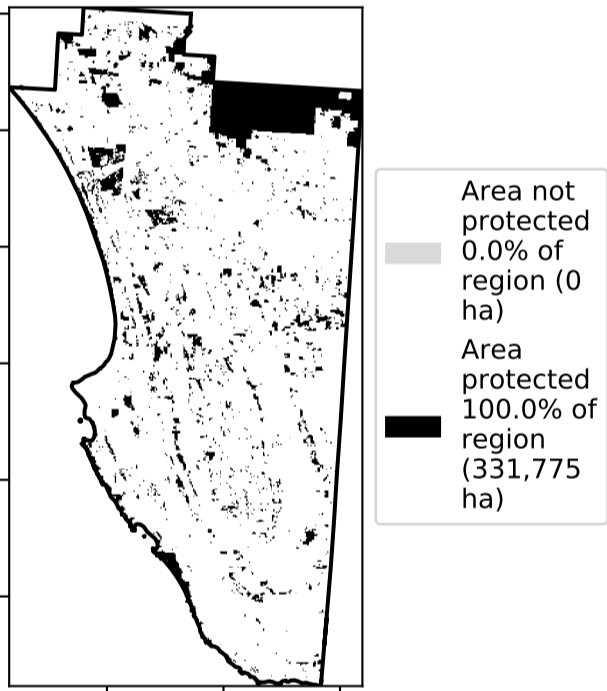 Area not
protected
0.0% of
region (0
ha)
Area
protected
100.0% of
region
(331,775
ha)